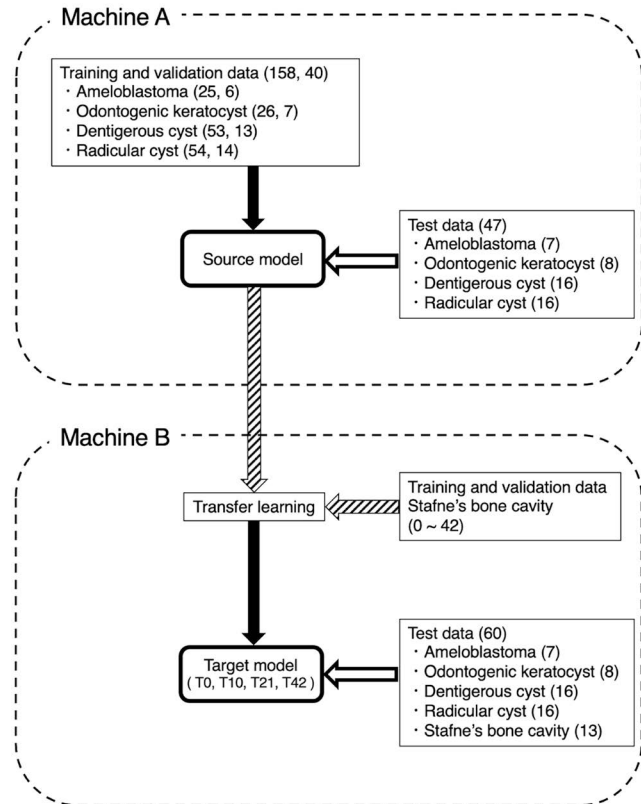 Machine A
Training and validation data (158, 40)
・Ameloblastoma (25, 6)
・Odontogenic keratocyst (26, 7)
・Dentigerous cyst (53, 13)
・Radicular cyst (54, 14)
Source model
Test data (47)
・Ameloblastoma (7)
・Odontogenic keratocyst (8)
・Dentigerous cyst (16)
・Radicular cyst (16)
Machine B
Transfer learning
Training and validation data
Stafne's bone cavity
(0 ~ 42)
Target model
( T0, T10, T21, T42 )
Test data (60)
・Ameloblastoma (7)
・Odontogenic keratocyst (8)
・Dentigerous cyst (16)
・Radicular cyst (16)
・Stafne's bone cavity (13)